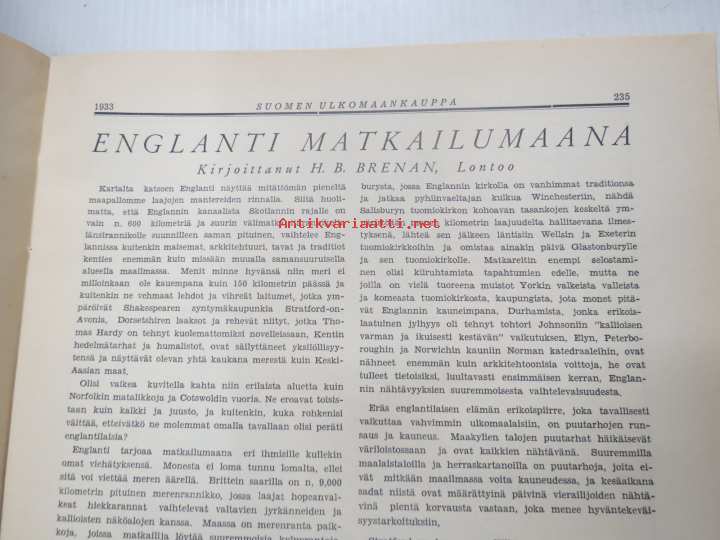 1933
SUOMEN ULKOMAANKAUPPA
235
ENGLANTI MATKAILUMAANA
Kirjoittanut H. B. BRENAN, Lontoo
Kartalta katsoen Englanti näyttää mitättömän pieneltä
maapallomme laajojen mantereiden rinnalla. Siitä huoli-
matta, että Englannin kanaalista Skotlannin rajalle on
vain n. 600 kilometriä ja suurin välimatka
länsirannikolle suunnilleen saman pituinen, vaihtelee Eng-
lannissa kuitenkin maisemat, arkkitehtuuri, tavat ja traditiot
kenties enemmän kuin missään muualla samansuuruisella
alueella maailmassa. Menit minne hyvänsä niin meri ei
milloinkaan ole kauempana kuin 150 kilometrin päässä ja
kuitenkin ne vehmaat lehdot ja vihreät laitumet, jotka ym-
päröivät Shakesspearen syntymäkaupunkia Stratford-on-
Avonia, Dorsetshiren laaksot ja rehevät niityt, jotka Tho-
mas Hardy on tehnyt kuolemattomiksi novelleissaan, Kentin
hedelmätarhat ja humalistot, ovat säilyttäneet yksilöllisyy-
tensä ja näyttävät olevan yhtä kaukana merestä kuin Keski-
Aasian maat.
Olisi vaikea kuvitella kahta niin erilaista aluetta kuin
Norfolkin matalikkoja ja Cotswoldin vuoria. Ne eroavat toisis-
taan kuin kalkki ja juusto, ja kuitenkin, kuka rohkenisi
väittää, etteivätkö ne molemmat omalla tavallaan olisi peräti
englantilaisia?
Englanti tarjoaa matkailumaana eri ihmisille kullekin
omat viehätyksensä. Monesta ei loma tunnu lomalta, ellei
sitä voi viettää meren äärellä. Brittein saarilla on n. 9,000
kilometrin pituinen merenrannikko, jossa laajat hopeanval-
keat hiekkarannat vaihtelevat valtavien jyrkänneiden ja
kallioisten näköalojen kanssa. Maassa on merenranta paik-
koja, joissa matkailija löytää suuremmoisia
burysta, jossa Englannin kirkolla on vanhimmat traditionsa
ja jatkaa pyhiinvaeltajan kulkua Winchesteriin, nähdä
Salisburyn tuomiokirkon kohoavan tasankojen keskeltä ym-
kilometrin laajuudelta hallitsevana ilmes-
tyksenä, lähteä sen jälkeen läntisiin Wellsin ja Exeterin
tuomiokirkkoihin ja omistaa ainakin päivä Glastonburylle
ja sen tuomiokirkolle. Matkareitin enempi selostami-
nen olisi kiiruhtamista tapahtumien edelle, mutta ne
joilla on vielä tuoreena muistot Yorkin valkeista valleista
ja komeasta tuomiokirkosta, kaupungista, jota monet pitä-
vät Englannin kauneimpana, Durhamista, jonka erikois-
laatuinen jylhyys oli tehnyt tohtori Johnsoniin "kallioisen
varman ja ikuisesti kestävän" vaikutuksen, Elyn, Peterbo-
roughin ja Norwichin kauniin Norman katedraaleihin, ovat
nähneet enemmän kuin arkkitehtoonisia voittoja, he ovat
tulleet tietoisiksi, luultavasti ensimmäisen kerran, Englan-
nin nähtävyyksien suuremmoisesta vaihtelevaisuudesta.
Eräs englantilaisen elämän erikoispiirre, joka tavallisesti
vaikuttaa vahvimmin ulkomaalaisiin, on puutarhojen run-
saus ja kauneus. Maakylien talojen puutarhat häikäisevät
väriloistossaan ja ovat kaikkien nähtävänä. Suuremmilla
maalaistaloilla ja herraskartanoilla on puutarhoja, joita ei-
vät mitkään maailmassa voita kauneudessa, ja kesäaikana
sadat niistä ovat määrättyinä päivinä vierailijoiden nähtä-
vinä pientä korvausta vastaan, joka menee hyväntekeväi-
syystarkoituksiin.
Antikvariaatti.net